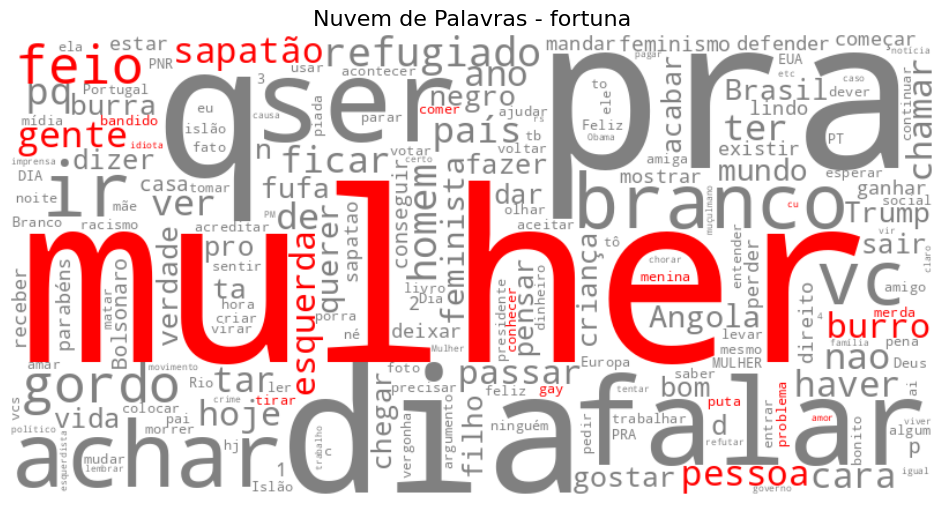 Nuvem de Palavras - fortuna
ela
estar
sapatão
refugiado
mandar
feminismo
defender
começar
feio
PNR
3
usar
acontecer
ano
EUA
notícia
pagar
etc
caso
pq
Portugal
burra
q
ser
pra
eu
islão
fato
piada
causa
parar
comer
negro
ajudar
rs
to
ele
Feliz
Obama
acabar
Brasil
lindo
dever
continuar
chamar
mídia
bandido
gente
idiota
n
país
tb
voltar
existir
ter
PT
imprensa
dizer
ficar
votar
certo
fazer
amiga
mostrar
mundo
esperar
DIA
noite
ir
casa
tomar
fufa
homem
feminista
dar
branco
muçulmano
cu
ganhar
social
mãe
ver
de
conseguir
olhar
aceitar
Trump
Branco
racismo
acreditar
PM
querer
sapatao
pro
sentir
esquerda
mulher
pensar
criança
tô
chorar
menina
entender
vir
sair
claro
receber
parabéns
matar
Bolsonaro
verdade
ta
hora
criar
virar
porra
né
livro
2
Dia
deixar
presidente
conhecer
dinheiro
Angola
perder
levar
mesmo
MULHER
4
vc
amigo
direito
burro
merda
família
pena
nao
Deus
amar
movimento
Rio
tar
ler
foto
Mulher
precisar
feliz
passar
Europa
gay
saber
bom
haver
ai
gordo
vcs
colocar
crime
tirar
tentar
puta
problema
amor
viver
vida
pai
hoje
chegar
argumento
filho
ninguém
pedir
trabalhar
PRA
d
entrar
bonito
algum
político
morrer
hj
achar
dia
falar
refutar
p
esquerdista
mudar
lembrar
1
Islão
trabalho
c
vergonha
gostar
governo
pessoa
cara
igual